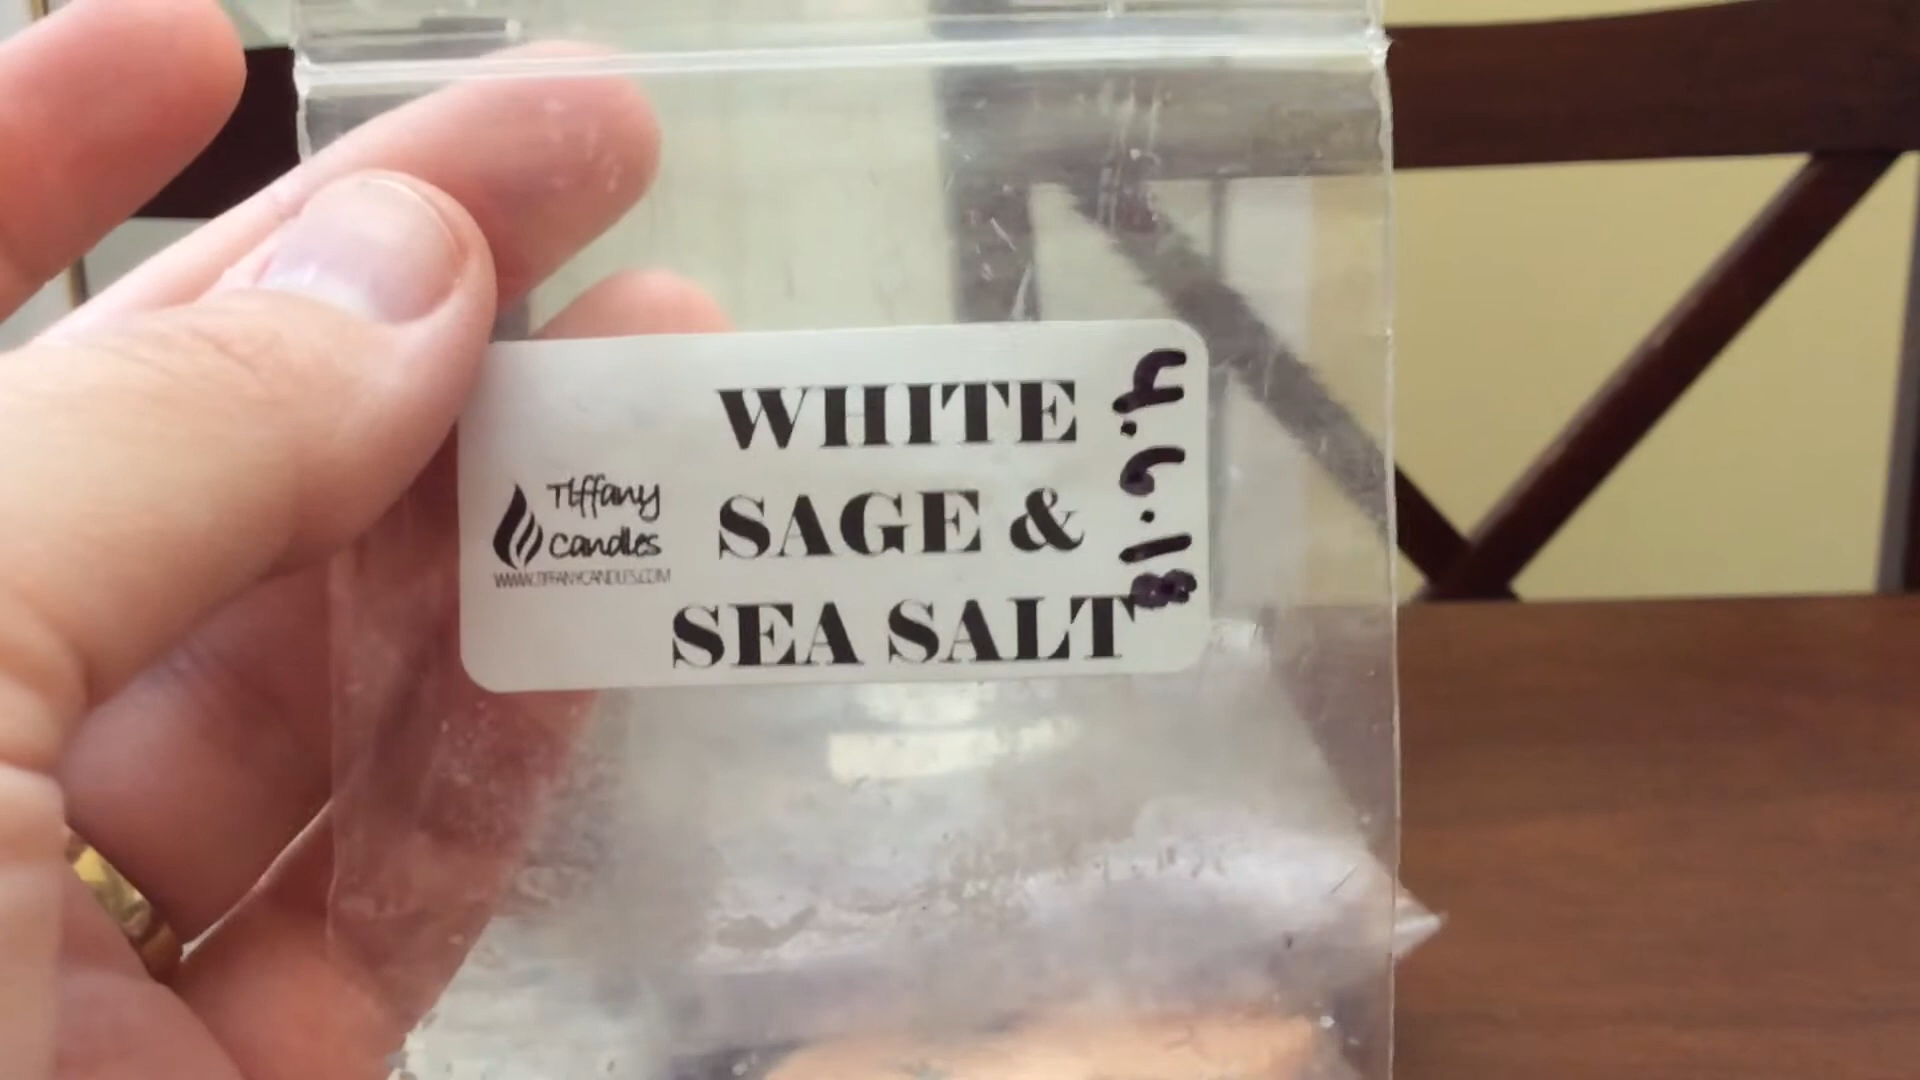 WHITE
SAGE &
SEA SALT
Tiffany
Candles
WWW.TIFFANYCANDLES.COM
4.6.18